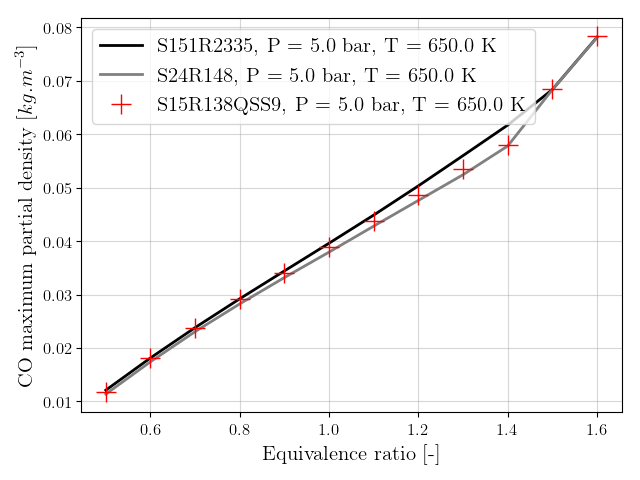 S151R2335, P = 5.0 bar, T = 650.0 K
S24R148, P = 5.0 bar, T = 650.0 K
S15R138QSS9, P = 5.0 bar, T = 650.0 K
CO maximum partial density [kg.m⁻³]
0.08
0.07
0.06
0.05
0.04
0.03
0.02
0.01
0.6 0.8 1.0 1.2 1.4 1.6
Equivalence ratio [-]